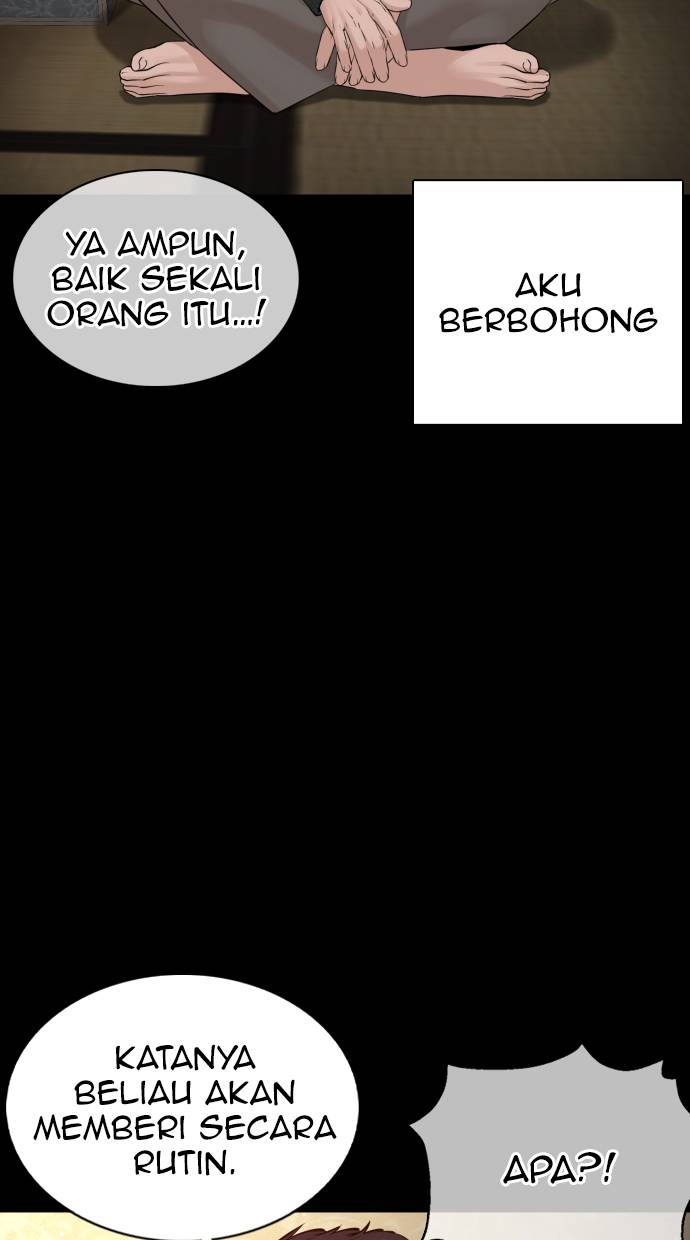 YA AMPUN,
BAIK SEKALI
ORANG ITU...!
AKU
BERBOHONG
KATANYA
BELIAU AKAN
MEMBERI SECARA
RUTIN.
APA?!